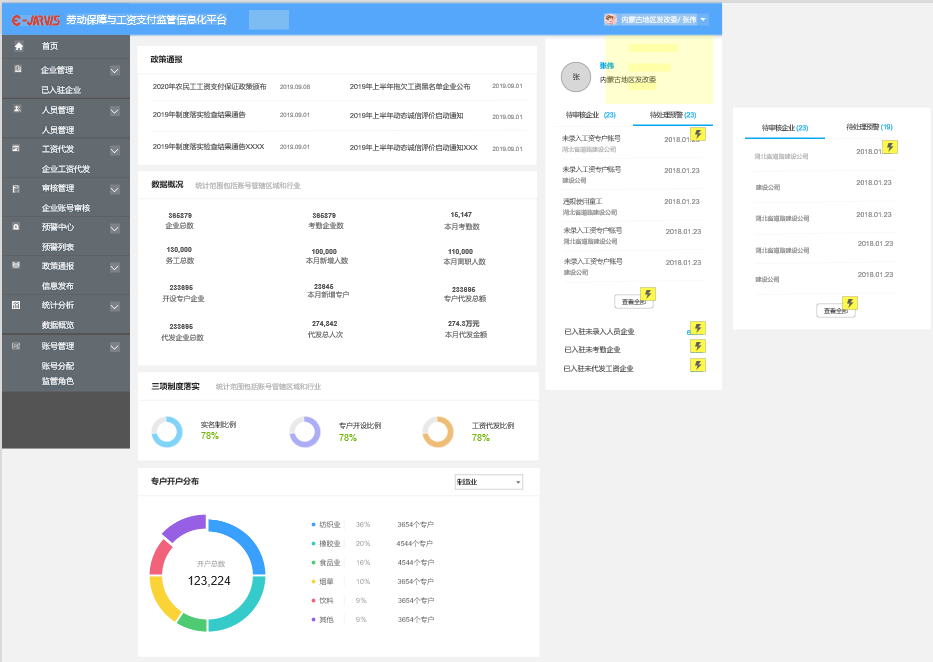 e-JARVIS 劳动保障与工资支付监管信息化平台
内蒙古地区发改委/ 张伟
首页
企业管理
已入驻企业
人员管理
人员管理
工资代发
企业工资代发
审核管理
企业账号审核
预警中心
预警列表
政策通报
信息发布
统计分析
数据概览
账号管理
账号分配
监管角色
政策通报
2020年农民工工资支付保证政策颁布 2019.09.08
2019年上半年拖欠工资黑名单企业公布 2019.09.01
2019年制度落实检查结果通告 2019.09.01
2019年上半年动态诚信评价启动通知 2019.09.01
2019年制度落实检查结果通告XXXX 2019.09.01
2019年上半年动态诚信评价启动通知XXX 2019.09.01
数据概况 统计范围包括账号管辖区域和行业
365879
企业总数
365879
考勤企业数
15,147
本月考勤数
130,000
务工总数
100,000
本月新增人数
110,000
本月离职人数
233695
开设专户企业
23645
本月新增专户
233695
专户代发总额
233695
代发企业总数
274,842
代发总人次
274.3万元
本月代发金额
三项制度落实 统计范围包括账号管辖区域和行业
实名制比例
78%
专户开设比例
78%
工资代发比例
78%
专户开户分布
制造业
开户总数
123,224
纺织业 36% 3654个专户
橡胶业 20% 4544个专户
食品业 16% 4544个专户
烟草 10% 3654个专户
饮料 9% 3654个专户
其他 9% 3654个专户
张
张伟
内蒙古地区发改委
待审核企业 (23)
待处理预警 (23)
未录入工资专户账号
湖北省道路建设公司
2018.01.23
未录入工资专户账号
建设公司
2018.01.23
违规使用童工
湖北省道路建设公司
2018.01.23
未录入工资专户账号
湖北省道路建设公司
2018.01.23
未录入工资专户账号
建设公司
2018.01.23
查看全部
已入驻未录入人员企业
已入驻未考勤企业
已入驻未代发工资企业
待审核企业 (23)
待处理预警 (19)
湖北省道路建设公司
2018.01
建设公司
2018.01.23
湖北省道路建设公司
2018.01.23
湖北省道路建设公司
2018.01.23
建设公司
2018.01.23
查看全部